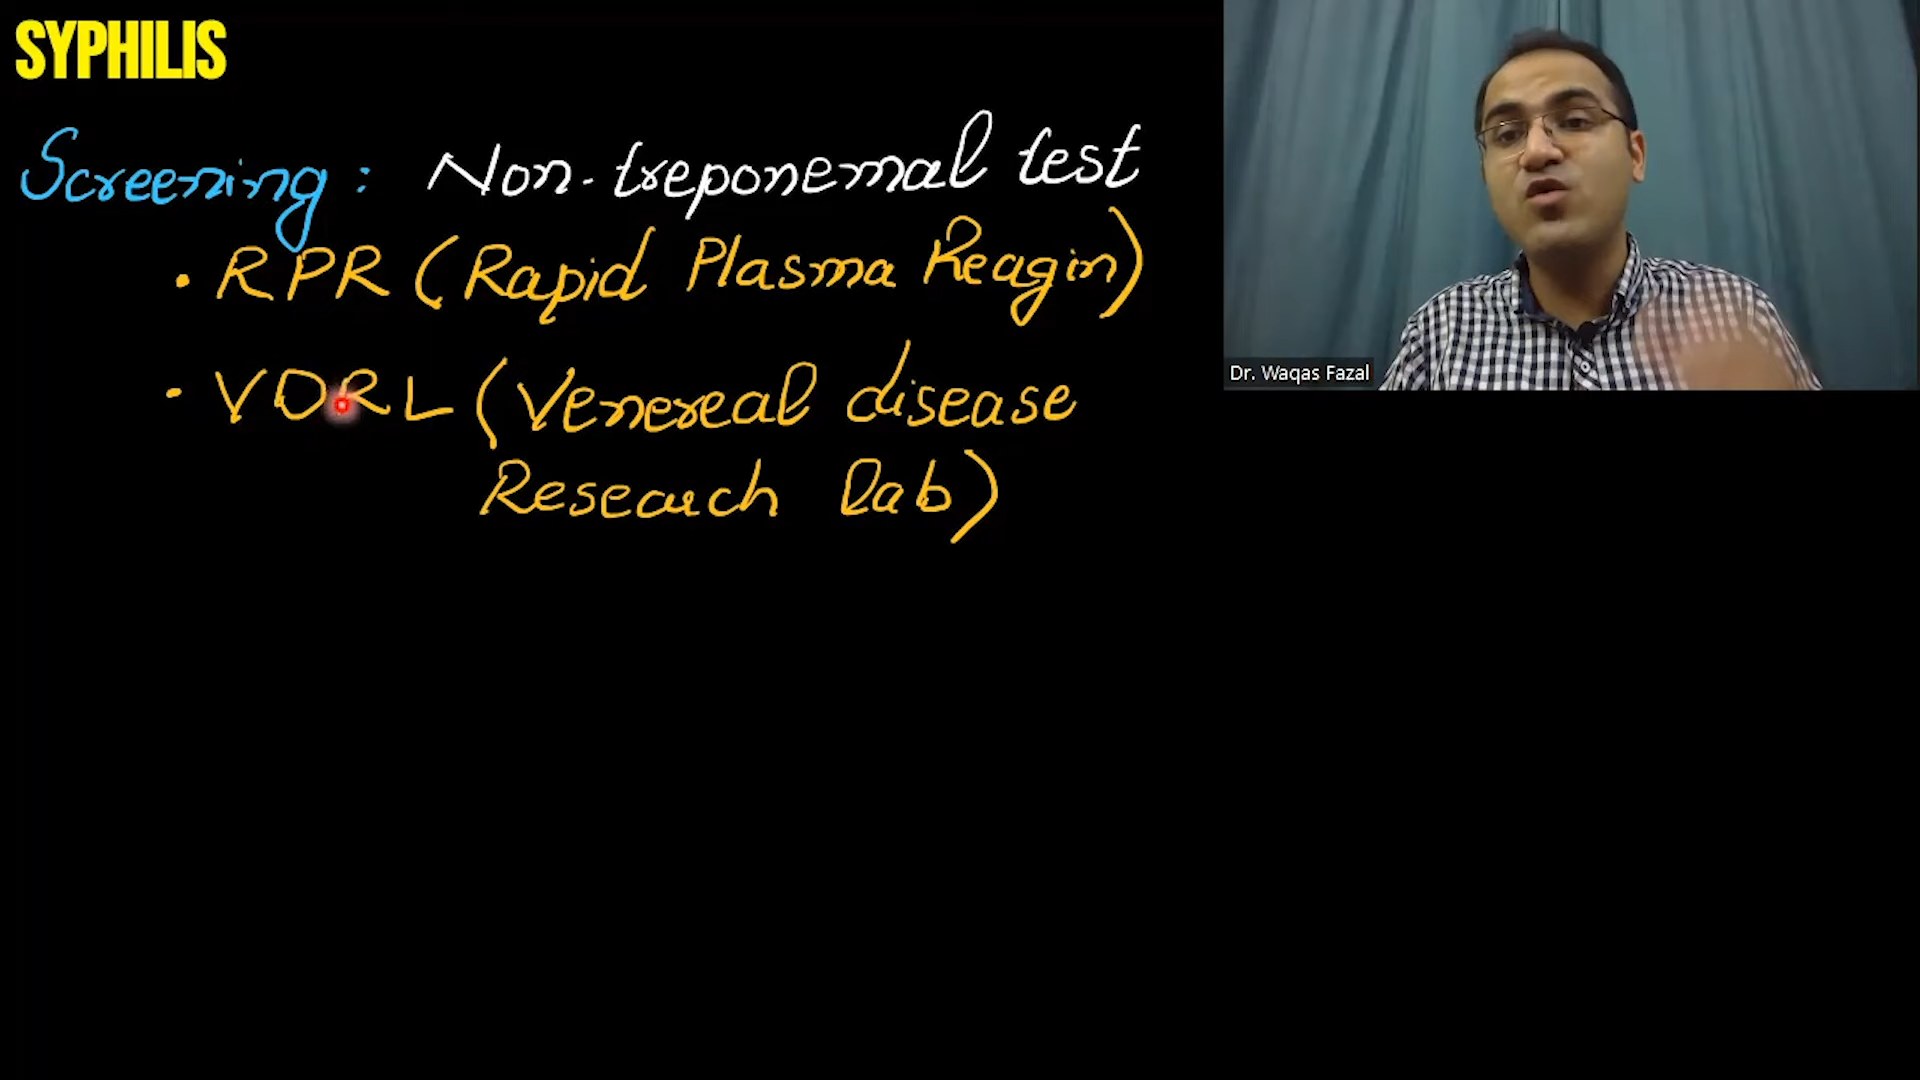 SYPHILIS
Screening: Non-treponemal test
• RPR (Rapid Plasma Reagin)
• VDRL (Venereal disease
Research lab)
Dr. Waqas Fazal